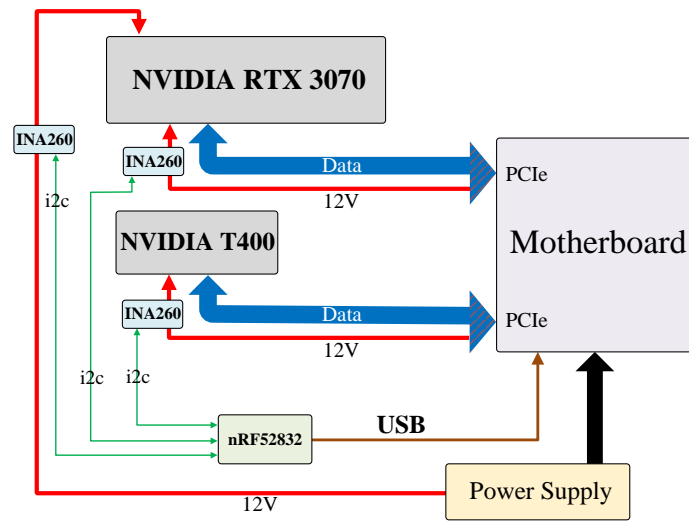 NVIDIA RTX 3070
INA260
INA260
Data
PCIe
12V
i2c
i2c
NVIDIA T400
Motherboard
INA260
Data
PCIe
12V
i2c
i2c
nRF52832
USB
12V
Power Supply